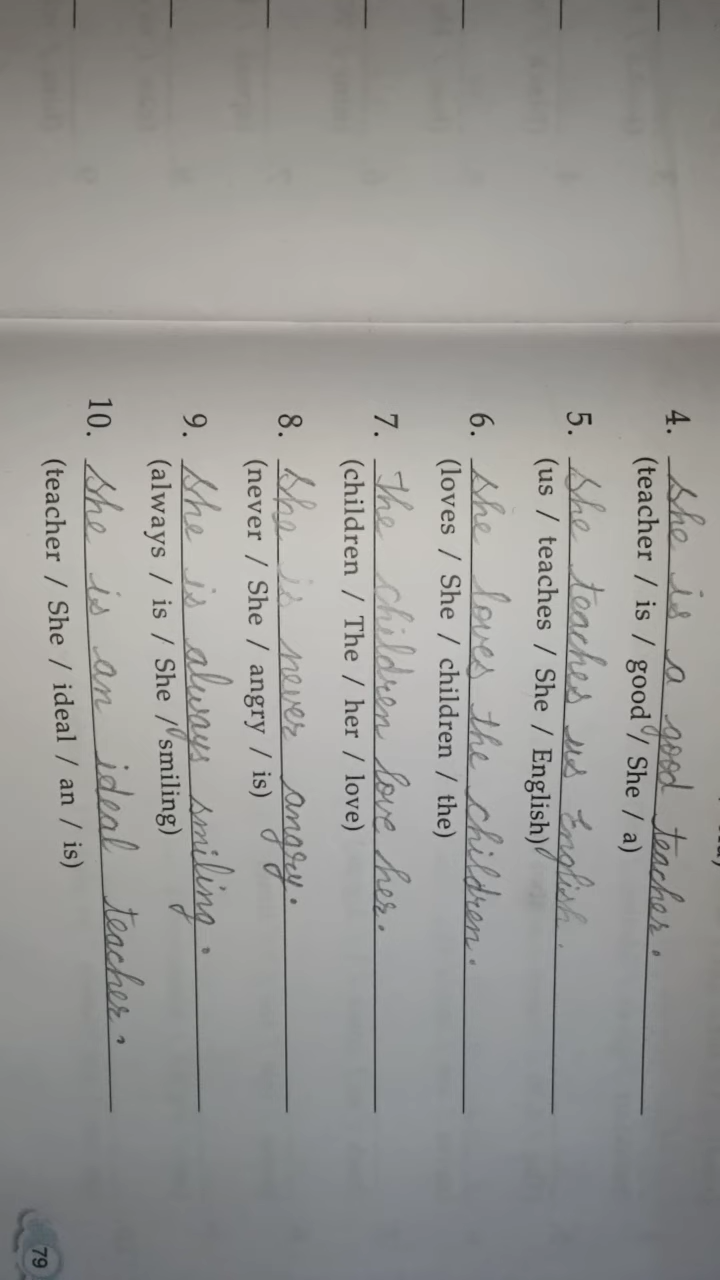 4. She is a good teacher.
(teacher / is / good / She / a)
5. She teaches us English.
(us / teaches / She / English)
6. She loves the children.
(loves / She / children / the)
7. The children love her.
(children / The / her / love)
8. She is never angry.
(never / She / angry / is)
9. She is always smiling.
(always / is / She / smiling)
10. She is an ideal teacher.
(teacher / She / ideal / an / is)
79